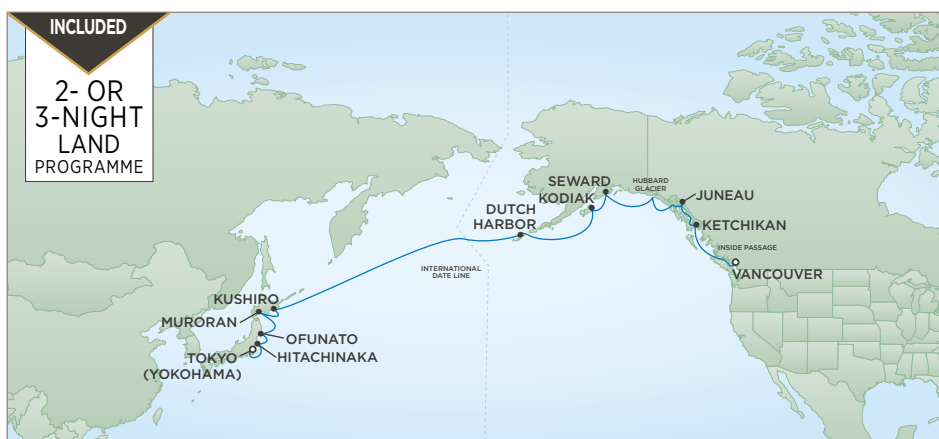 INCLUDED
2- OR
3-NIGHT
LAND
PROGRAMME
SEWARD
KODIAK
HUBBARD
GLACIER
JUNEAU
DUTCH
HARBOR
KETCHIKAN
INSIDE PASSAGE
VANCOUVER
INTERNATIONAL
DATE LINE
KUSHIRO
MURORAN
OFUNATO
HITACHINAKA
TOKYO
(YOKOHAMA)